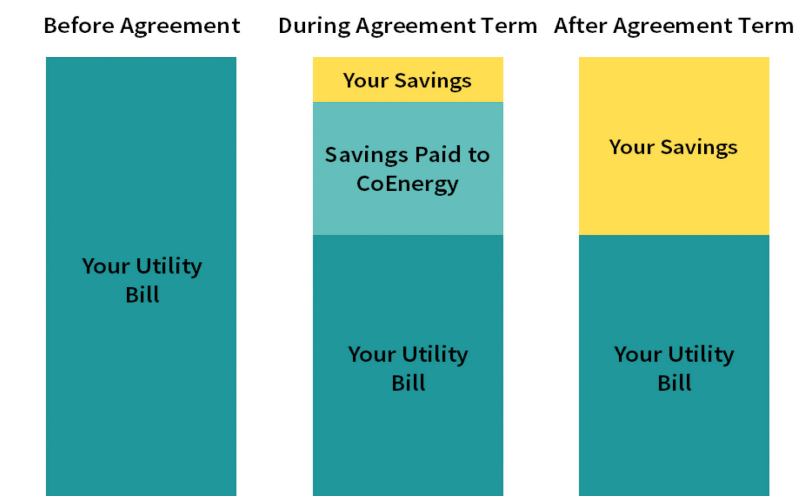 Before Agreement
During Agreement Term
After Agreement Term
Your Utility
Bill
Your Savings
Savings Paid to
CoEnergy
Your Utility
Bill
Your Savings
Your Utility
Bill